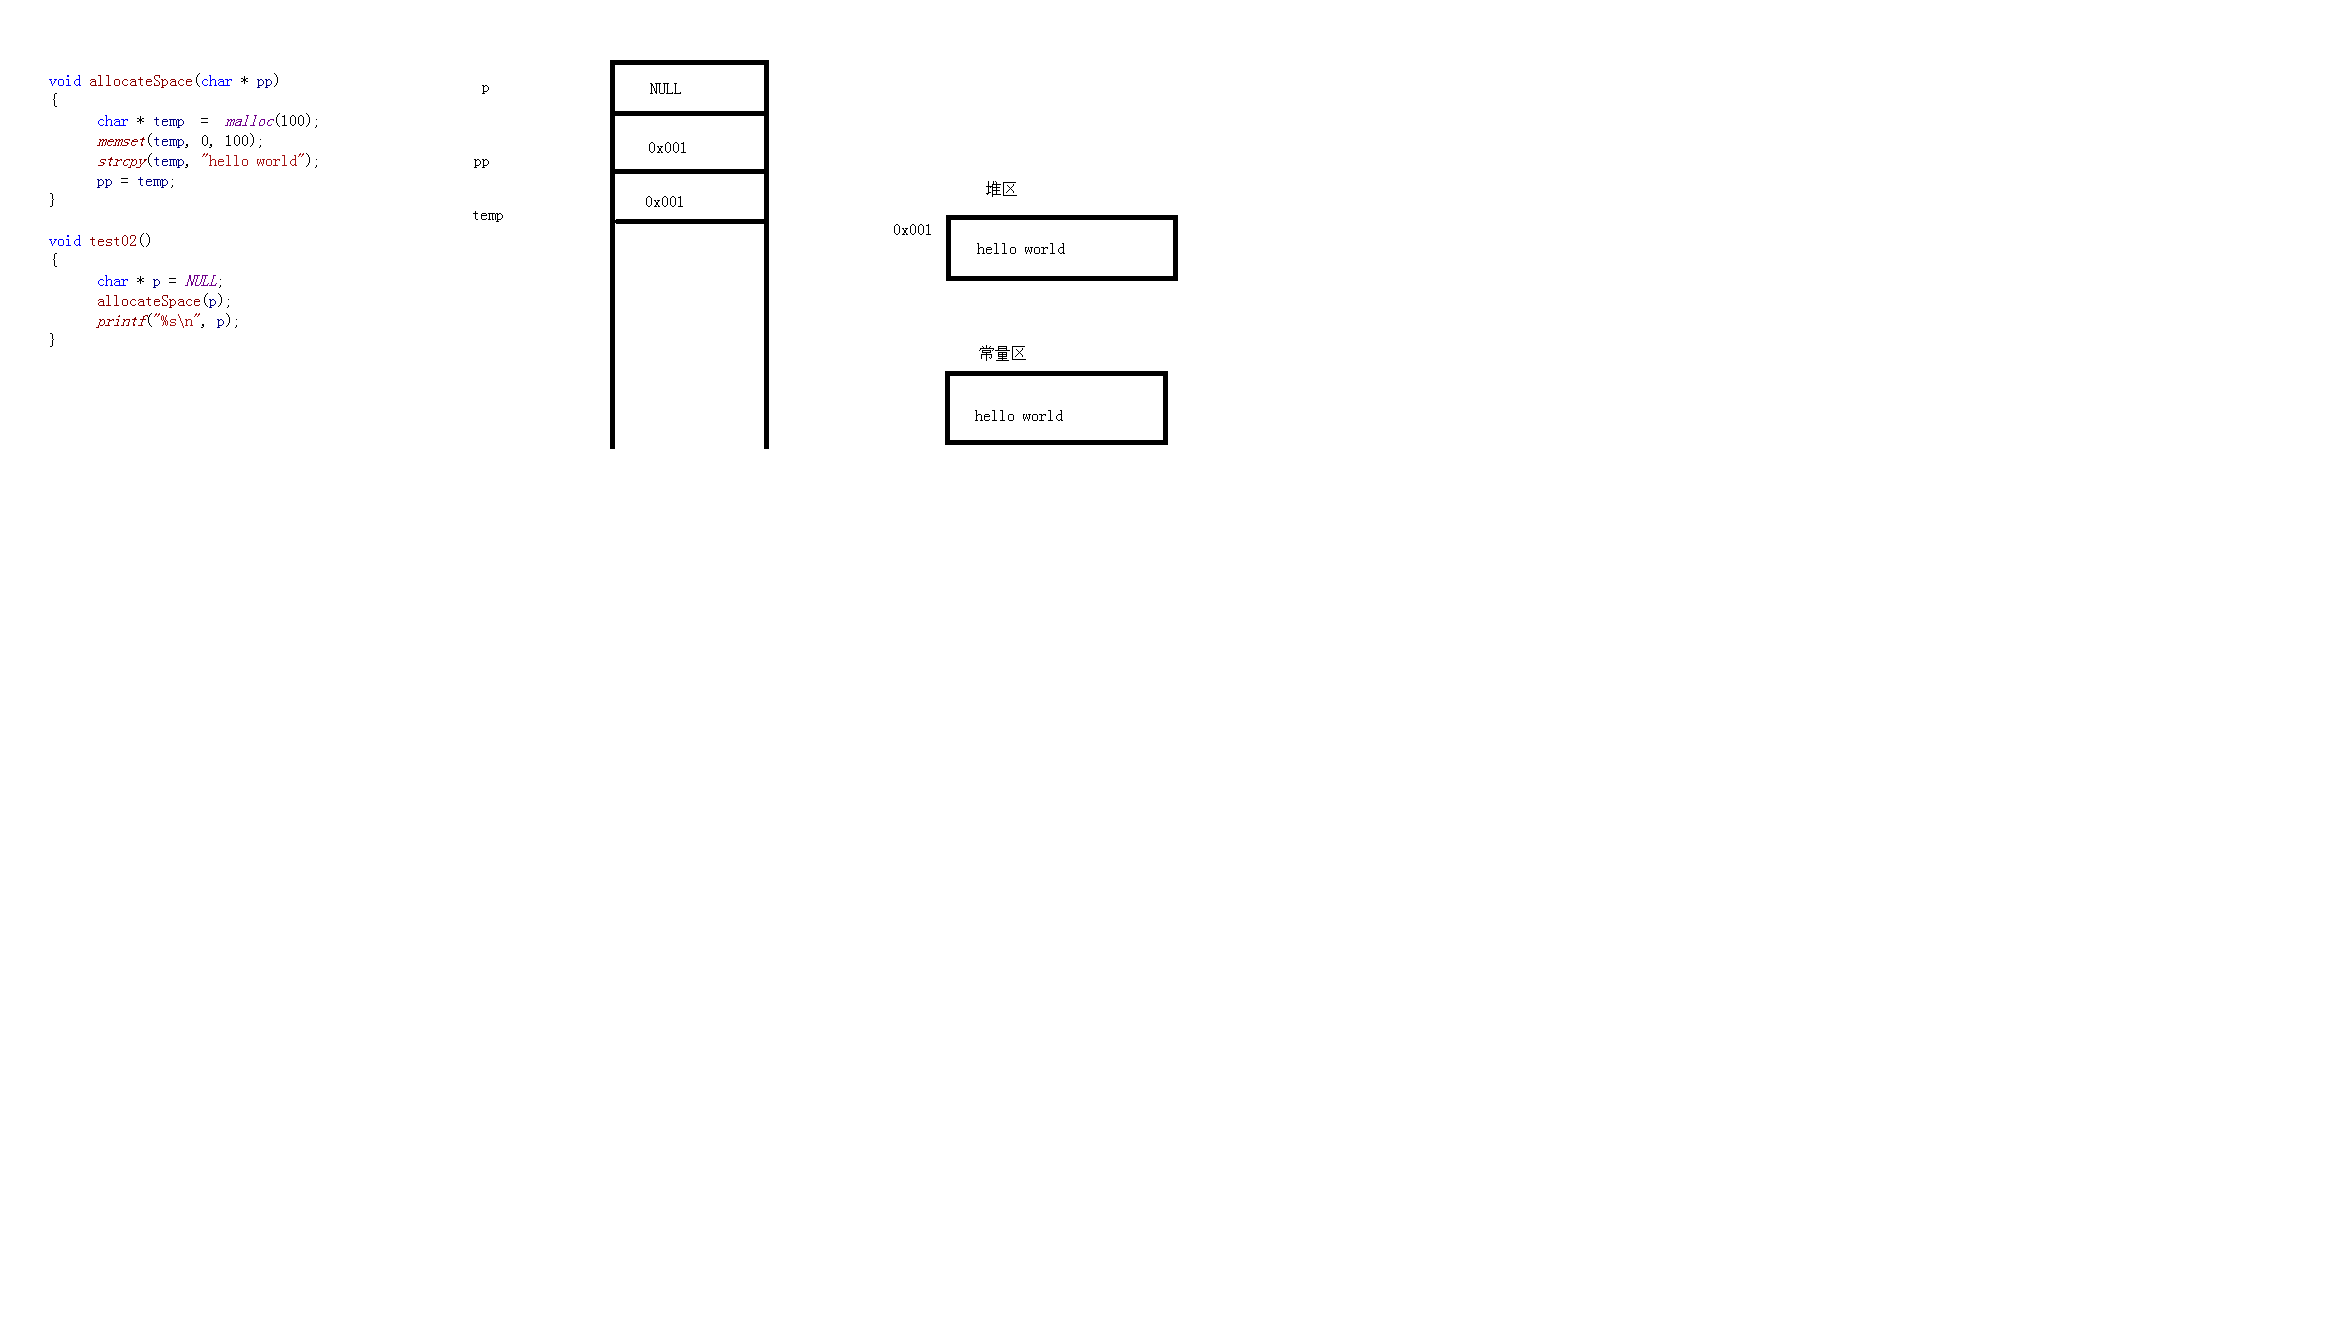 void allocateSpace(char * pp)
{
char * temp  =  malloc(100);
memset(temp, 0, 100);
strcpy(temp, "hello world");
pp = temp;
}
void test02()
{
char * p = NULL;
allocateSpace(p);
printf("%s\n", p);
}
p
NULL
0x001
pp
0x001
temp
堆区
0x001
hello world
常量区
hello world